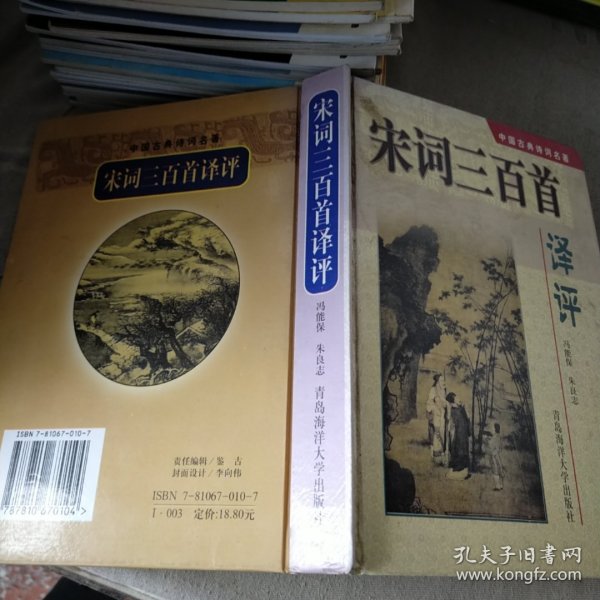 中国古典诗词名著
宋词三百首译评
ISBN 7-81067-010-7
787810670104>
责任编辑/鉴 古
封面设计/李向伟
ISBN 7-81067-010-7
I·003 定价:18.80元
宋词三百首译评
冯能保 朱良志
青岛海洋大学出版社
中国古典诗词名著
宋词三百首
译评
冯能保 朱良志
青岛海洋大学出版社
孔夫子旧书网
www.kongfz.com